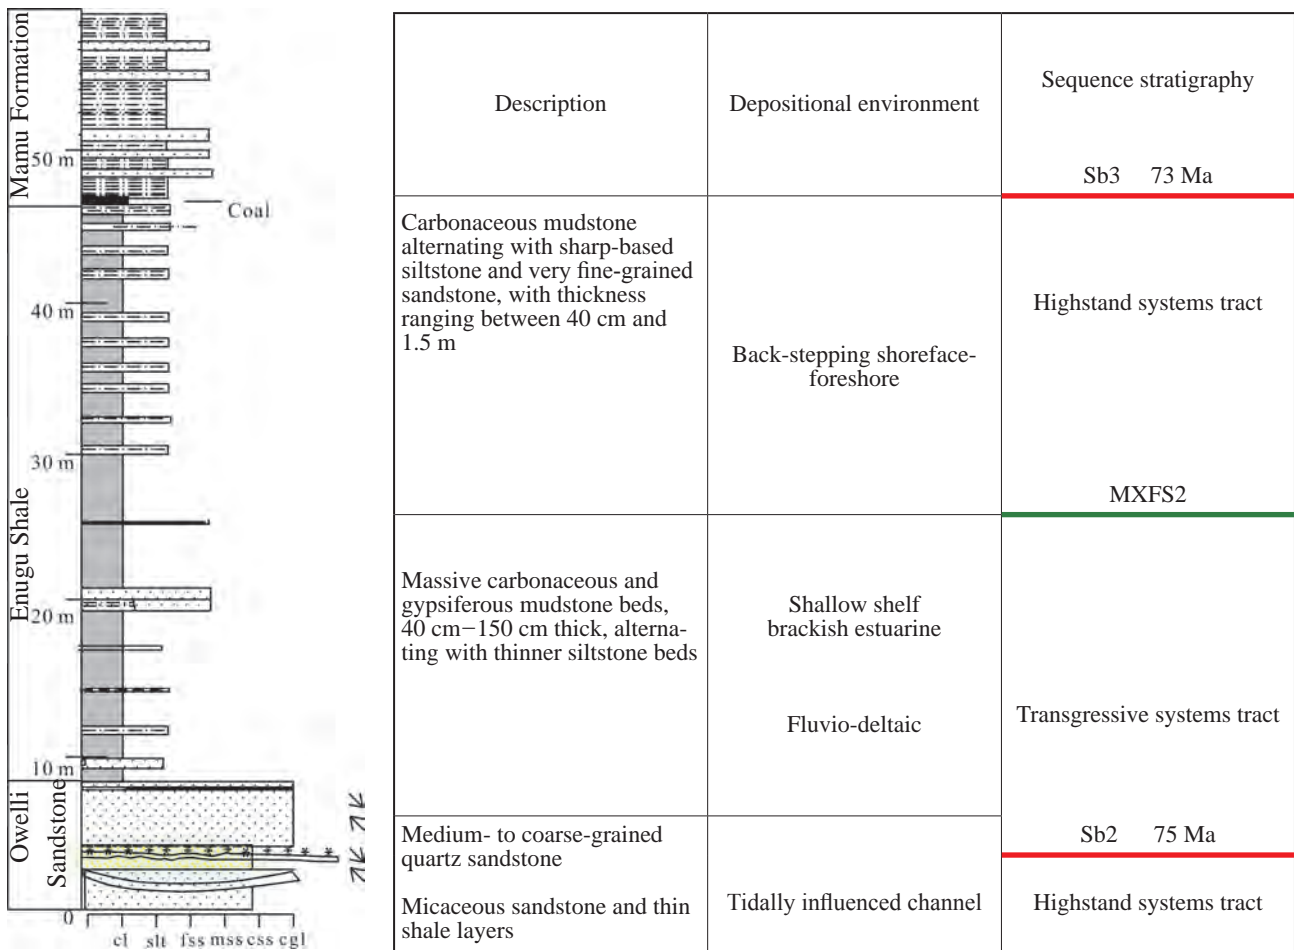 Mamu Formation
Enugu Shale
Owelli
Sandstone
50 m
Coal
40 m
30 m
20 m
10 m
0
cl slt fss mss css cgl
Description
Depositional environment
Sequence stratigraphy
Sb3 73 Ma
Carbonaceous mudstone
alternating with sharp-based
siltstone and very fine-grained
sandstone, with thickness
ranging between 40 cm and
1.5 m
Back-stepping shoreface-
foreshore
Highstand systems tract
MXFS2
Massive carbonaceous and
gypsiferous mudstone beds,
40 cm−150 cm thick, alterna-
ting with thinner siltstone beds
Shallow shelf
brackish estuarine
Fluvio-deltaic
Transgressive systems tract
Sb2 75 Ma
Medium- to coarse-grained
quartz sandstone
Micaceous sandstone and thin
shale layers
Tidally influenced channel
Highstand systems tract